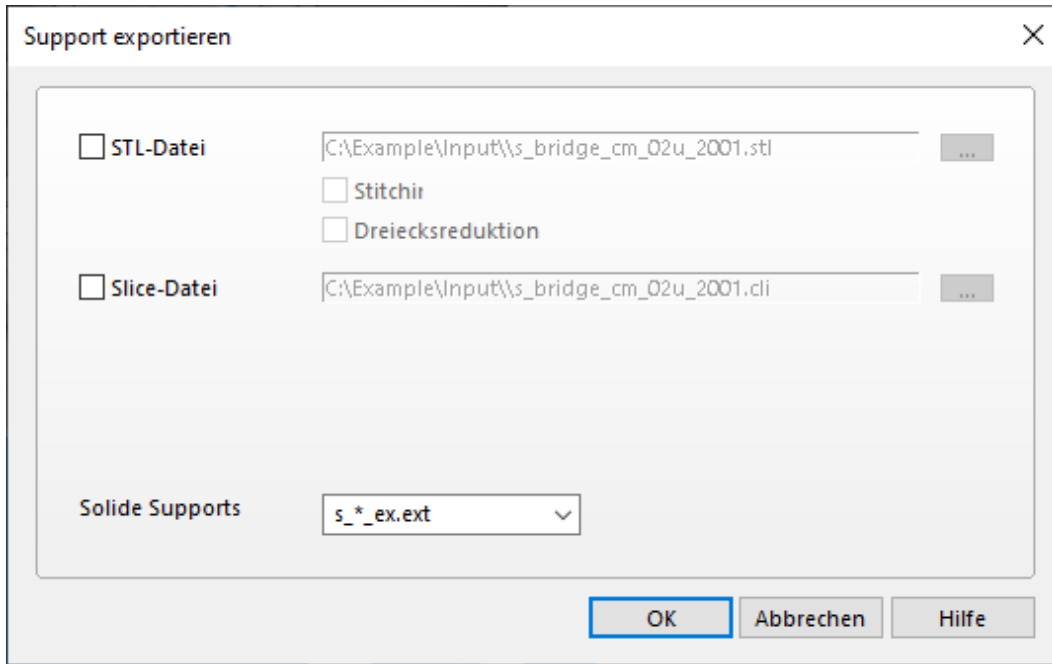 Support exportieren
STL-Datei C:\Example\Input\\s_bridge_cm_02u_2001.stl ...
Stitchir
Dreiecksreduktion
Slice-Datei C:\Example\Input\\s_bridge_cm_02u_2001.cli ...
Solide Supports s_*_ex.ext
OK Abbrechen Hilfe